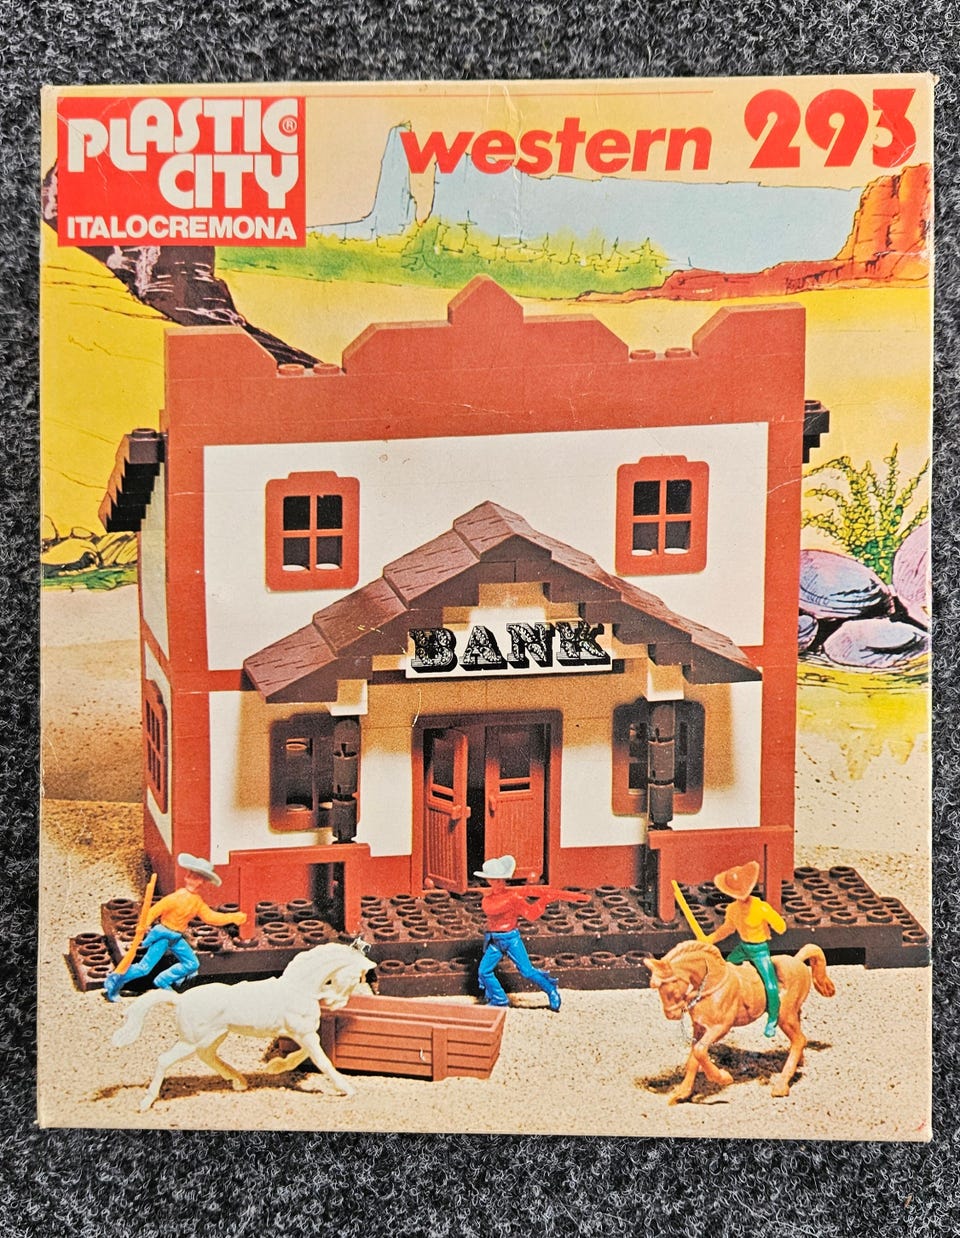 PLASTIC®
CITY
ITALOCREMONA
western 293
BANK